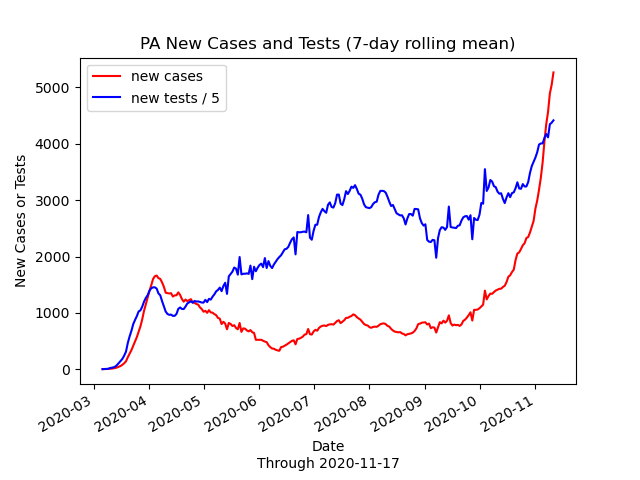 PA New Cases and Tests (7-day rolling mean)
new cases
new tests / 5
New Cases or Tests
5000
4000
3000
2000
1000
0
2020-03
2020-04
2020-05
2020-06
2020-07
2020-08
2020-09
2020-10
2020-11
Date
Through 2020-11-17